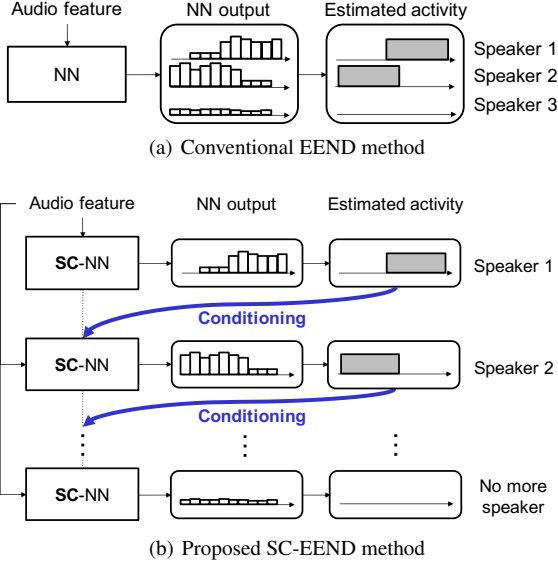 Audio feature
NN output
Estimated activity
NN
Speaker 1
Speaker 2
Speaker 3
(a) Conventional EEND method
Audio feature
NN output
Estimated activity
SC-NN
Speaker 1
Conditioning
SC-NN
Speaker 2
Conditioning
SC-NN
No more
speaker
(b) Proposed SC-EEND method